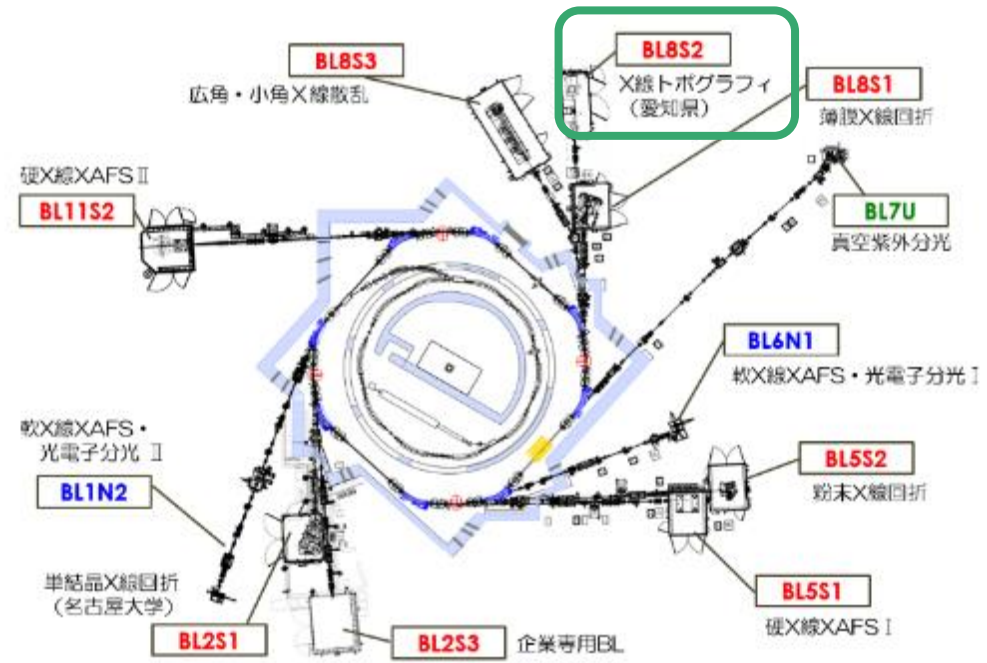 BL8S3
広角・小角X線散乱
BL8S2
X線トポグラフィ
(愛知県)
BL8S1
薄膜X線回折
硬X線XAFSⅡ
BL11S2
BL7U
真空紫外分光
BL6N1
軟X線XAFS・光電子分光Ⅰ
軟X線XAFS・
光電子分光 Ⅱ
BL1N2
BL5S2
粉末X線回折
単結晶X線回折
(名古屋大学)
BL2S1
BL2S3
企業専用BL
BL5S1
硬X線XAFSⅠ